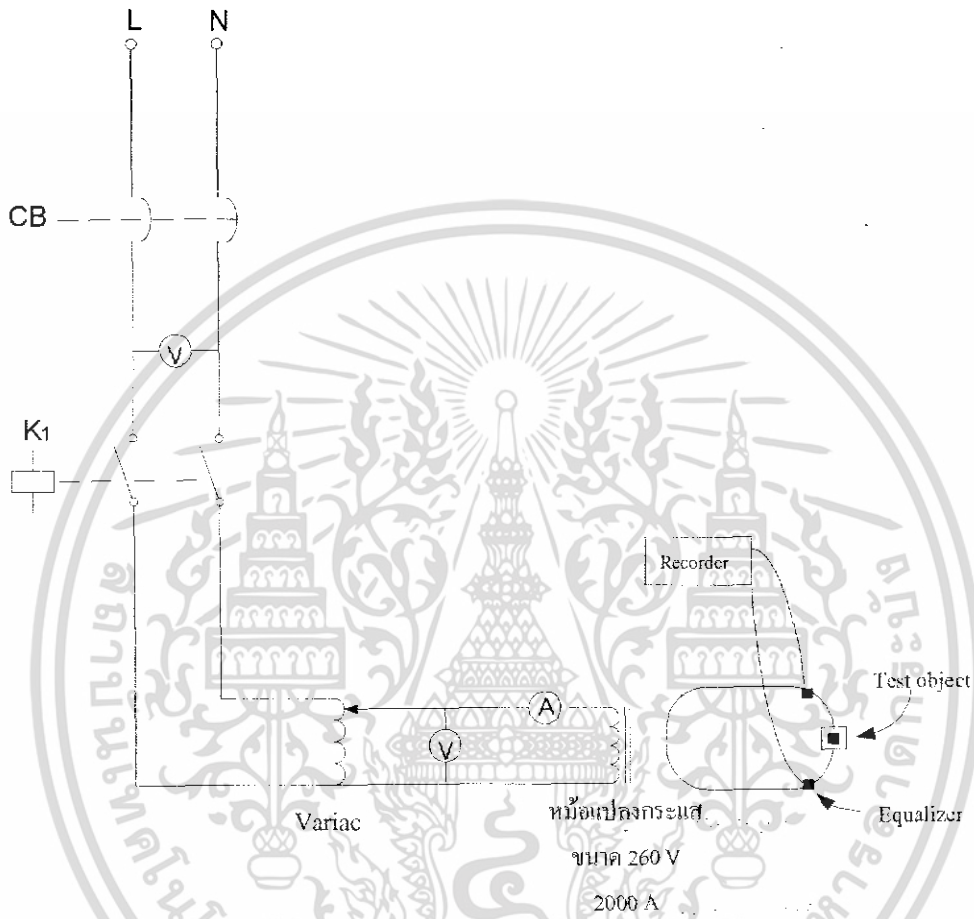 L N
CB
V
K1
Recorder
Test object
A
V
Equalizer
Variac
หม้อแปลงกระแส
ขนาด 260 V
2000 A